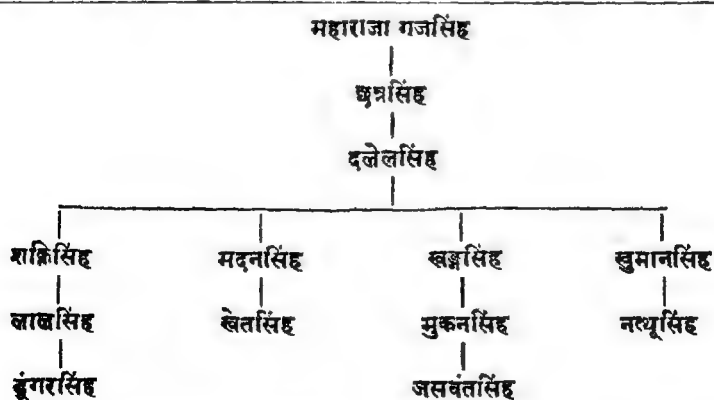 महाराजा गजसिंह
छत्रसिंह
दलेलसिंह
शक्तिसिंह मदनसिंह खड्गसिंह खुमानसिंह
लालसिंह खेतसिंह मुकनसिंह नत्थूसिंह
डूंगरसिंह जसवंतसिंह